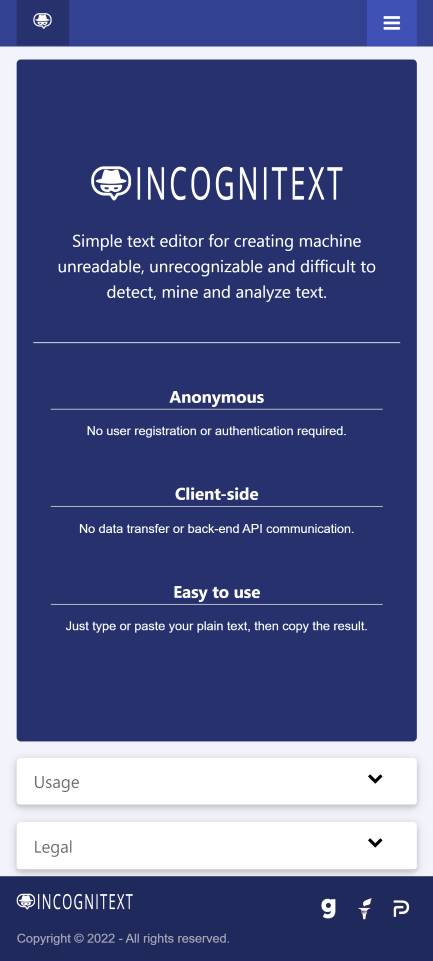 INCOGNITEXT
Simple text editor for creating machine
unreadable, unrecognizable and difficult to
detect, mine and analyze text.
Anonymous
No user registration or authentication required.
Client-side
No data transfer or back-end API communication.
Easy to use
Just type or paste your plain text, then copy the result.
Usage
Legal
INCOGNITEXT
Copyright © 2022 - All rights reserved.